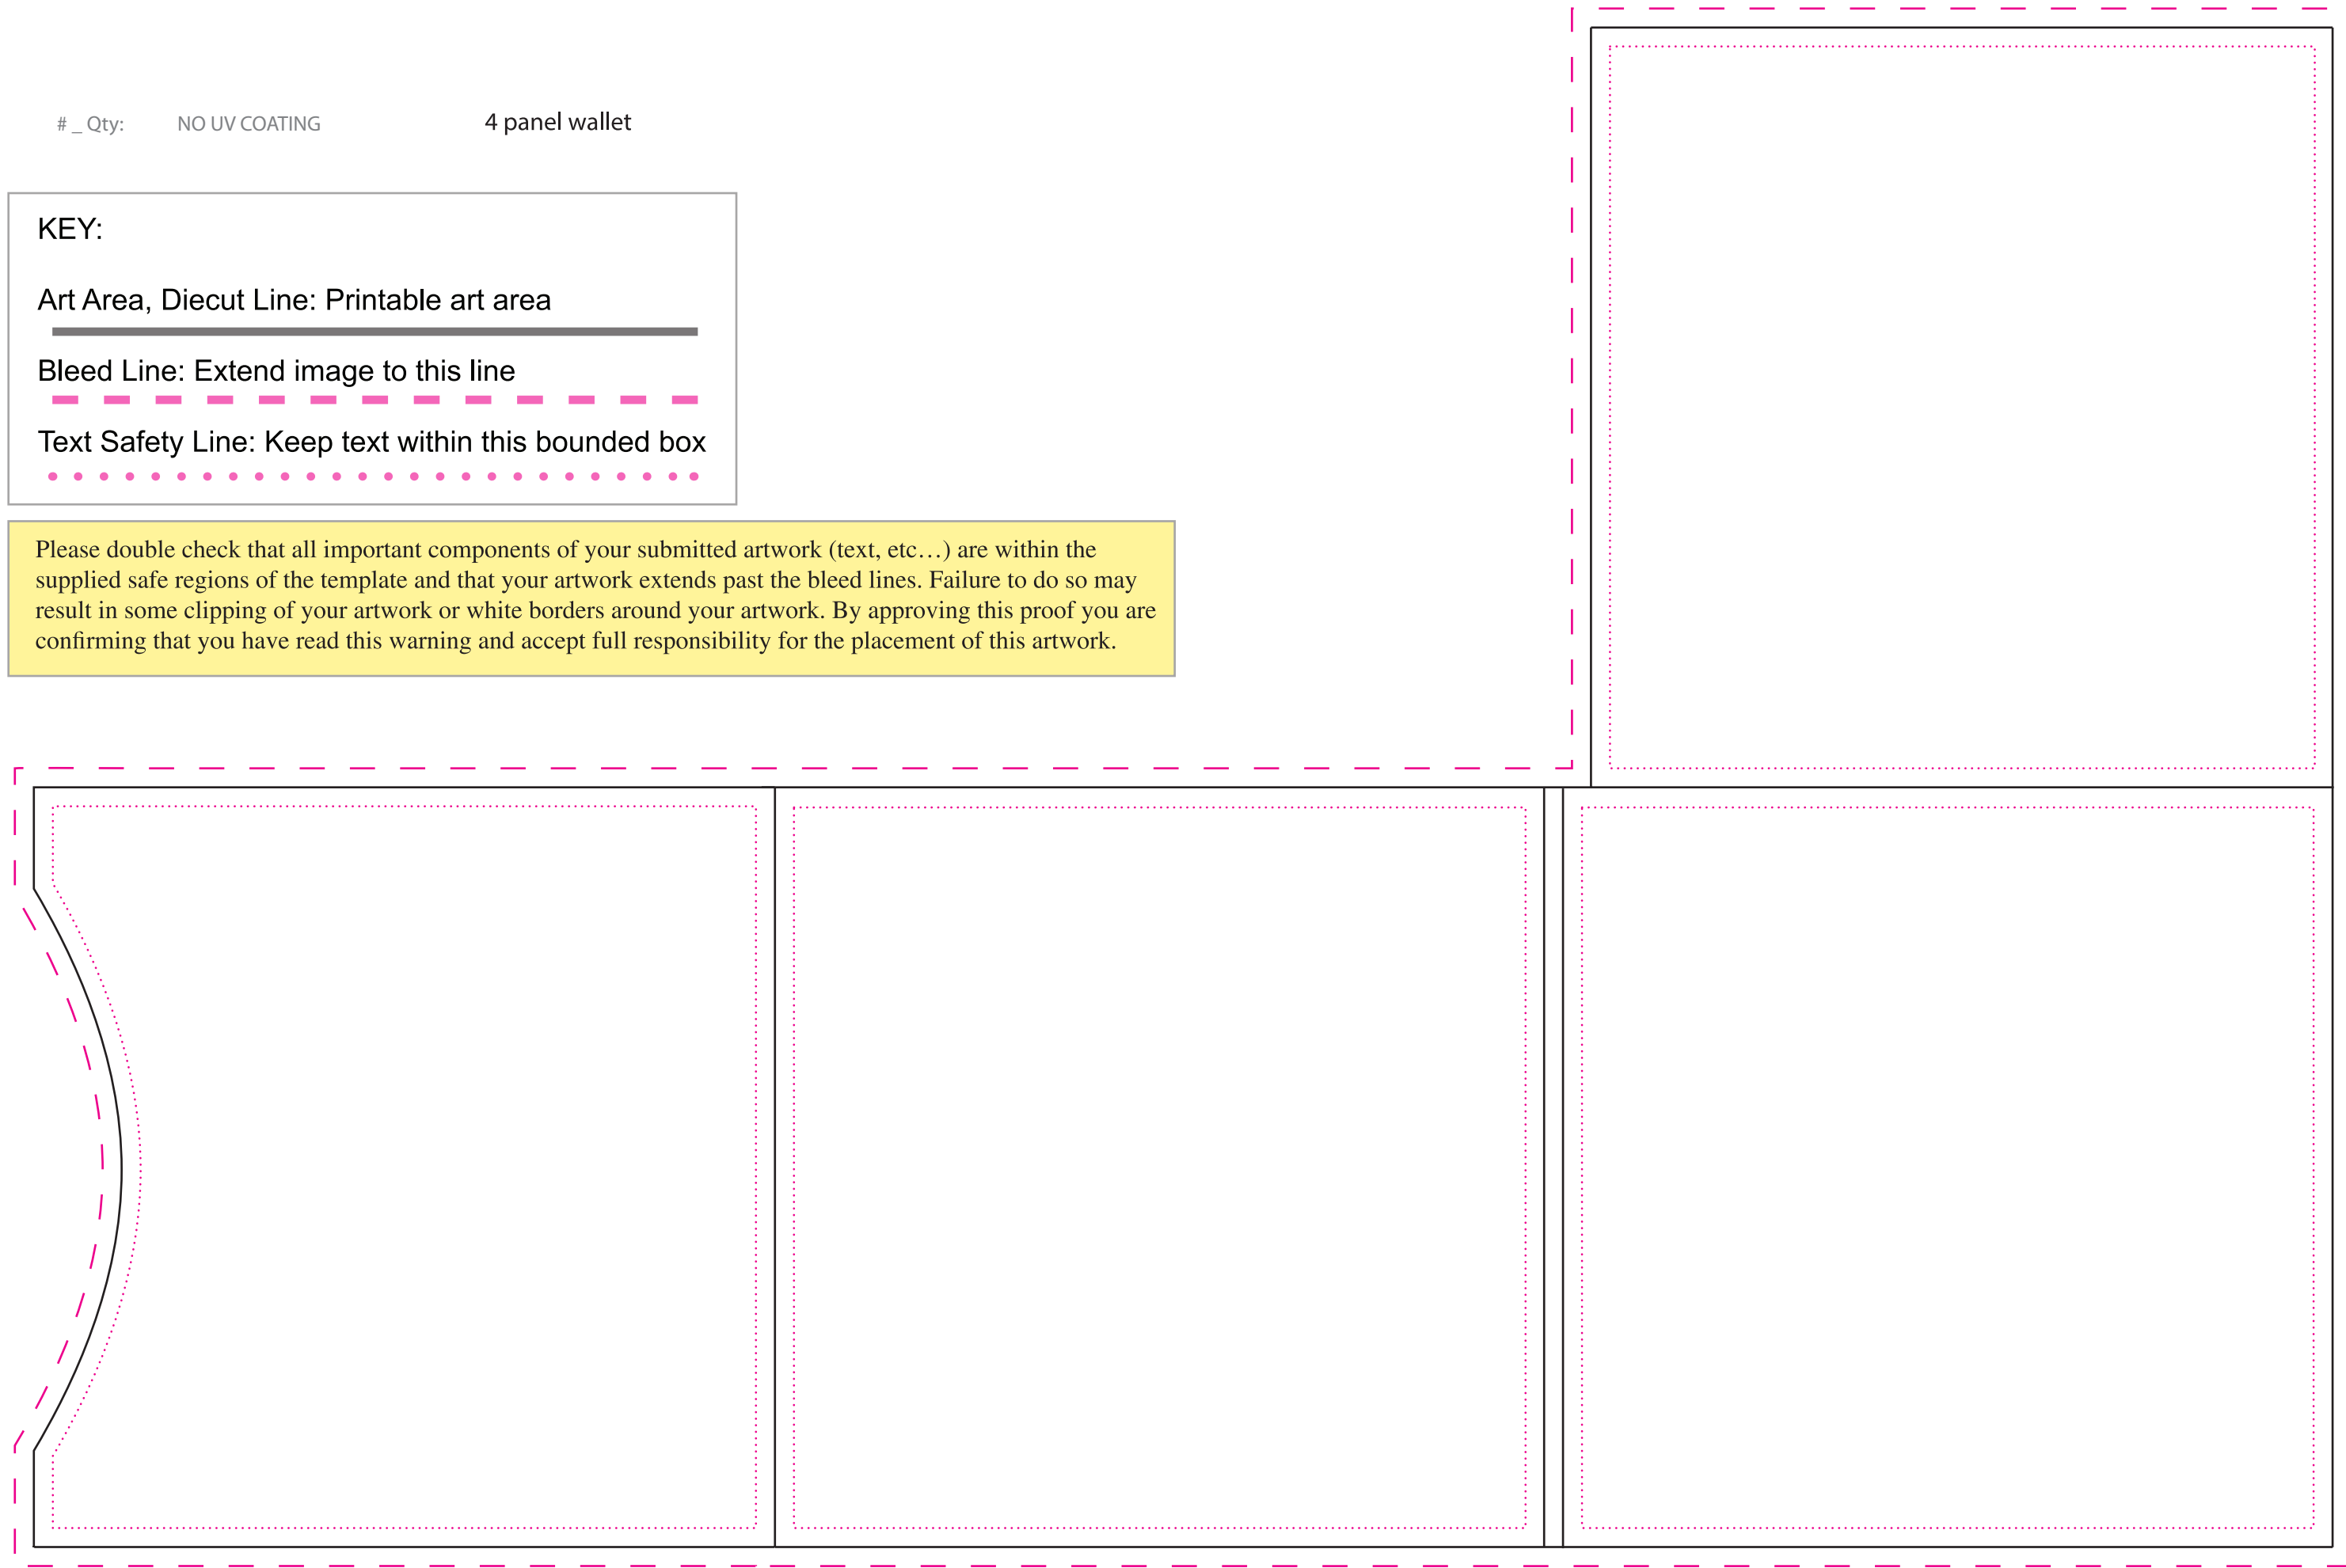 # _ Qty: NO UV COATING 4 panel wallet
KEY:
Art Area, Diecut Line: Printable art area
Bleed Line: Extend image to this line
Text Safety Line: Keep text within this bounded box
Please double check that all important components of your submitted artwork (text, etc…) are within the
supplied safe regions of the template and that your artwork extends past the bleed lines. Failure to do so may
result in some clipping of your artwork or white borders around your artwork. By approving this proof you are
confirming that you have read this warning and accept full responsibility for the placement of this artwork.